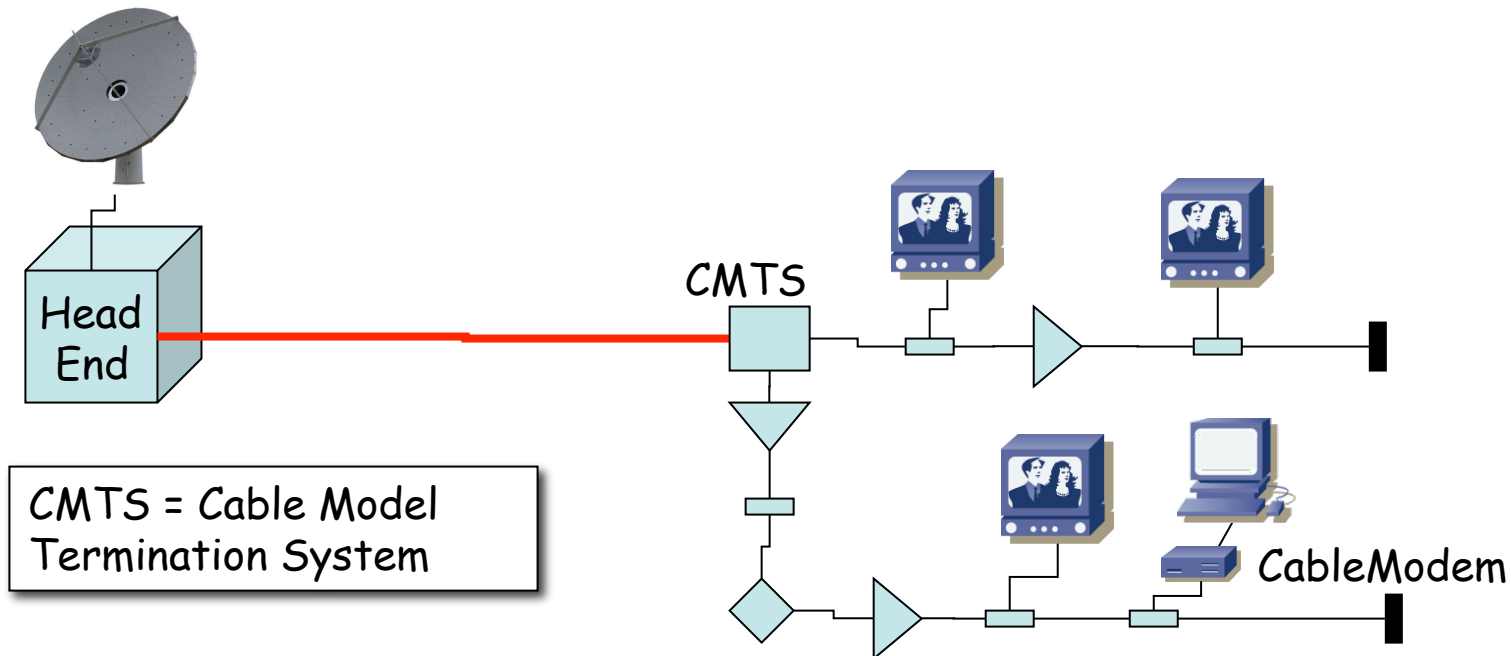 Head
End
CMTS
CMTS = Cable Model
Termination System
CableModem